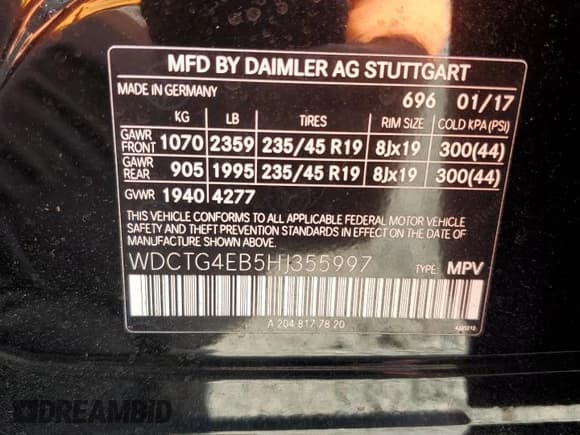 MFD BY DAIMLER AG STUTTGART
MADE IN GERMANY 696 01/17
KG LB TIRES RIM SIZE COLD KPA (PSI)
GAWR FRONT 1070 2359 235/45 R19 8Jx19 300(44)
GAWR REAR 905 1995 235/45 R19 8Jx19 300(44)
GVWR 1940 4277
THIS VEHICLE CONFORMS TO ALL APPLICABLE FEDERAL MOTOR VEHICLE
SAFETY AND THEFT PREVENTION STANDARDS IN EFFECT ON THE DATE
OF MANUFACTURE SHOWN ABOVE.
WDCTG4EB5HJ355997 TYPE: MPV
A 204 817 78 20
DREAMBID